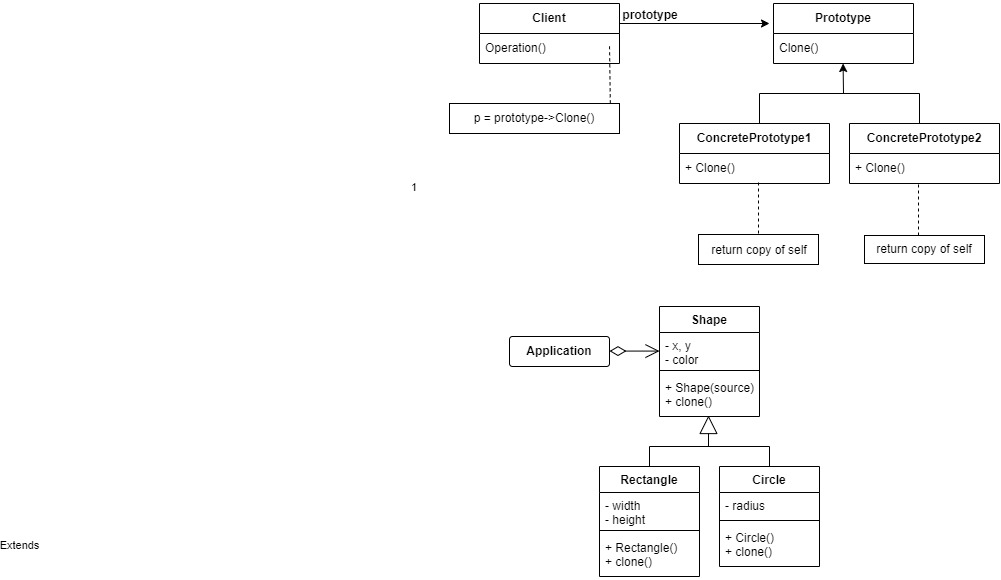 Client
prototype
Prototype
Operation()
Clone()
p = prototype->Clone()
ConcretePrototype1
ConcretePrototype2
+ Clone()
+ Clone()
1
return copy of self
return copy of self
Shape
Application
- x, y
- color
+ Shape(source)
+ clone()
Rectangle
Circle
- width
- height
- radius
+ Rectangle()
+ clone()
+ Circle()
+ clone()
Extends